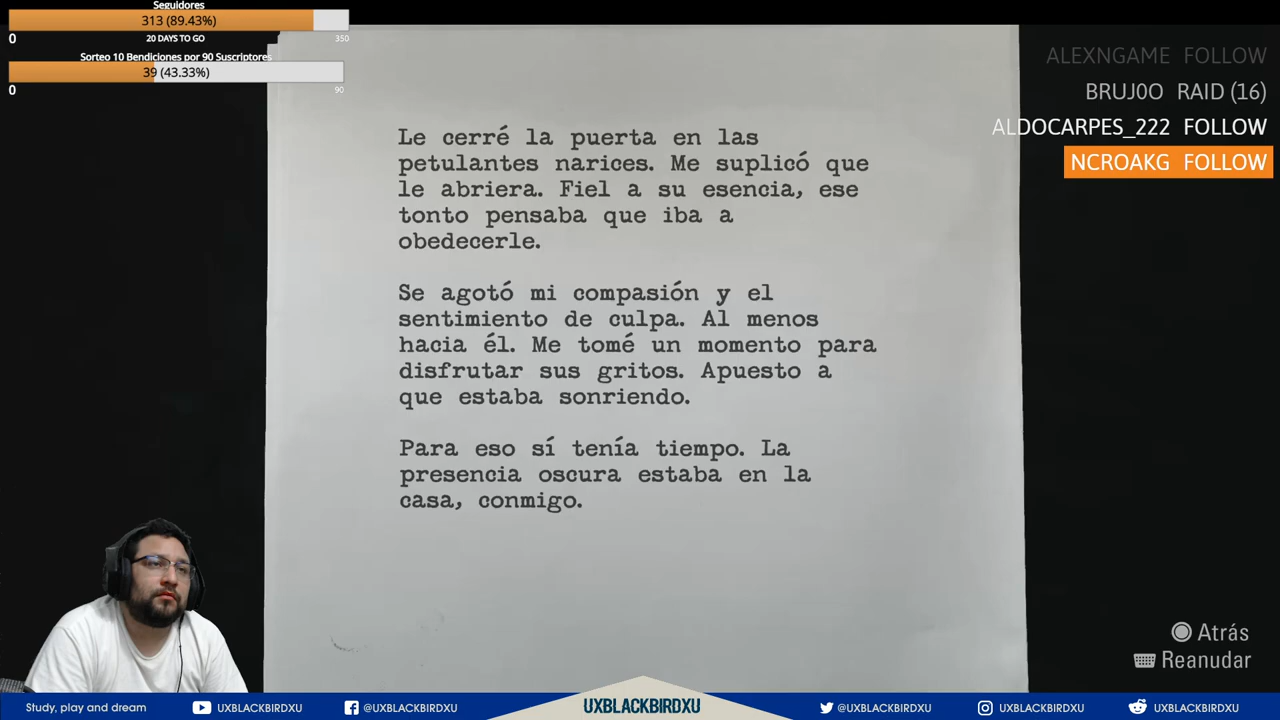 Seguidores
313 (89.43%)
0
20 DAYS TO GO
350
Sorteo 10 Bendiciones por 90 Suscriptores
39 (43.33%)
0
90
ALEXNGAME FOLLOW
BRUJ0O RAID (16)
ALDOCARPES_222 FOLLOW
NCROAKG FOLLOW
Le cerré la puerta en las
petulantes narices. Me suplicó que
le abriera. Fiel a su esencia, ese
tonto pensaba que iba a
obedecerle.
Se agotó mi compasión y el
sentimiento de culpa. Al menos
hacia él. Me tomé un momento para
disfrutar sus gritos. Apuesto a
que estaba sonriendo.
Para eso sí tenía tiempo. La
presencia oscura estaba en la
casa, conmigo.
Atrás
Reanudar
Study, play and dream
UXBLACKBIRDXU
@UXBLACKBIRDXU
UXBLACKBIRDXU
@UXBLACKBIRDXU
UXBLACKBIRDXU
UXBLACKBIRDXU